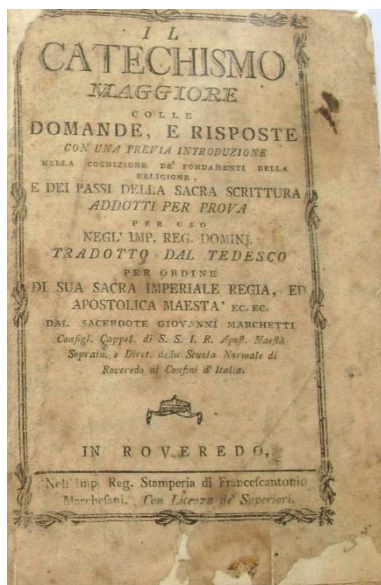 IL
CATECHISMO
MAGGIORE
COLLE
DOMANDE, E RISPOSTE
CON UNA PREVIA INTRODUZIONE
NELLA COGNIZIONE DE' FONDAMENTI DELLA
RELIGIONE,
E DEI PASSI DELLA SACRA SCRITTURA
ADDOTTI PER PROVA
PER USO
NEGL' IMP. REG. DOMINJ.
TRADOTTO DAL TEDESCO
PER ORDINE
DI SUA SACRA IMPERIALE REGIA, ED
APOSTOLICA MAESTA' EC. EC.
DAL SACERDOTE GIOVANNI MARCHETTI
Consigl. Cappel. di S. S. I. R. Apost. Maestà
Soprain. e Diret. della Scuola Normale di
Roveredo ai Confini d' Italia.
IN ROVEREDO,
Nell' Imp. Reg. Stamperia di Francescantonio
Marchesani. Con Licenza de' Superiori.